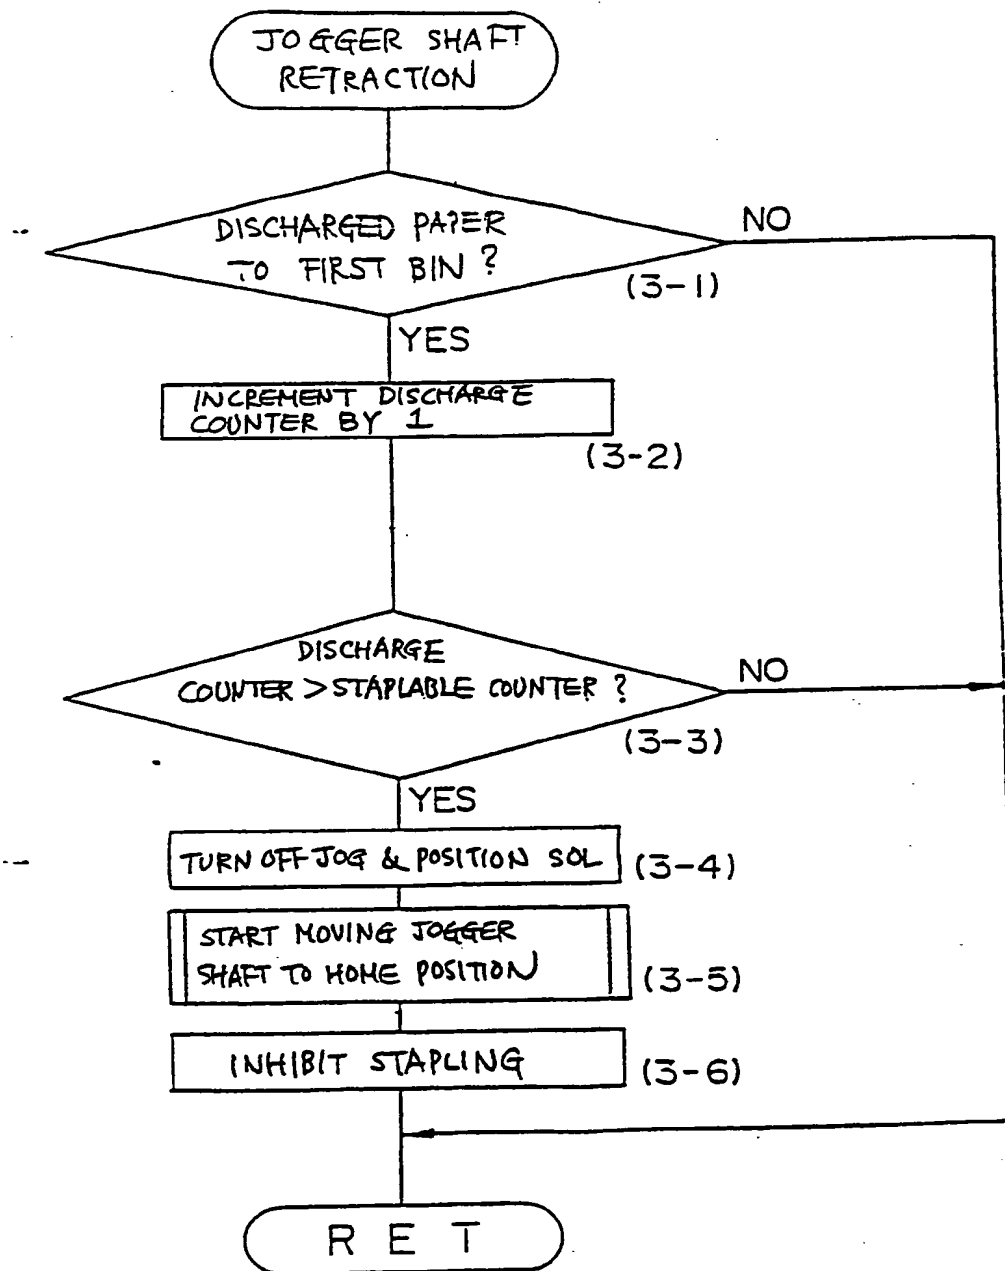 JOGGER SHAFT
RETRACTION
DISCHARGED PAPER
TO FIRST BIN ?
NO
(3-1)
YES
INCREMENT DISCHARGE
COUNTER BY 1
(3-2)
DISCHARGE
COUNTER > STAPLABLE COUNTER ?
NO
(3-3)
YES
TURN OFF JOG & POSITION SOL
(3-4)
START MOVING JOGGER
SHAFT TO HOME POSITION
(3-5)
INHIBIT STAPLING
(3-6)
RET